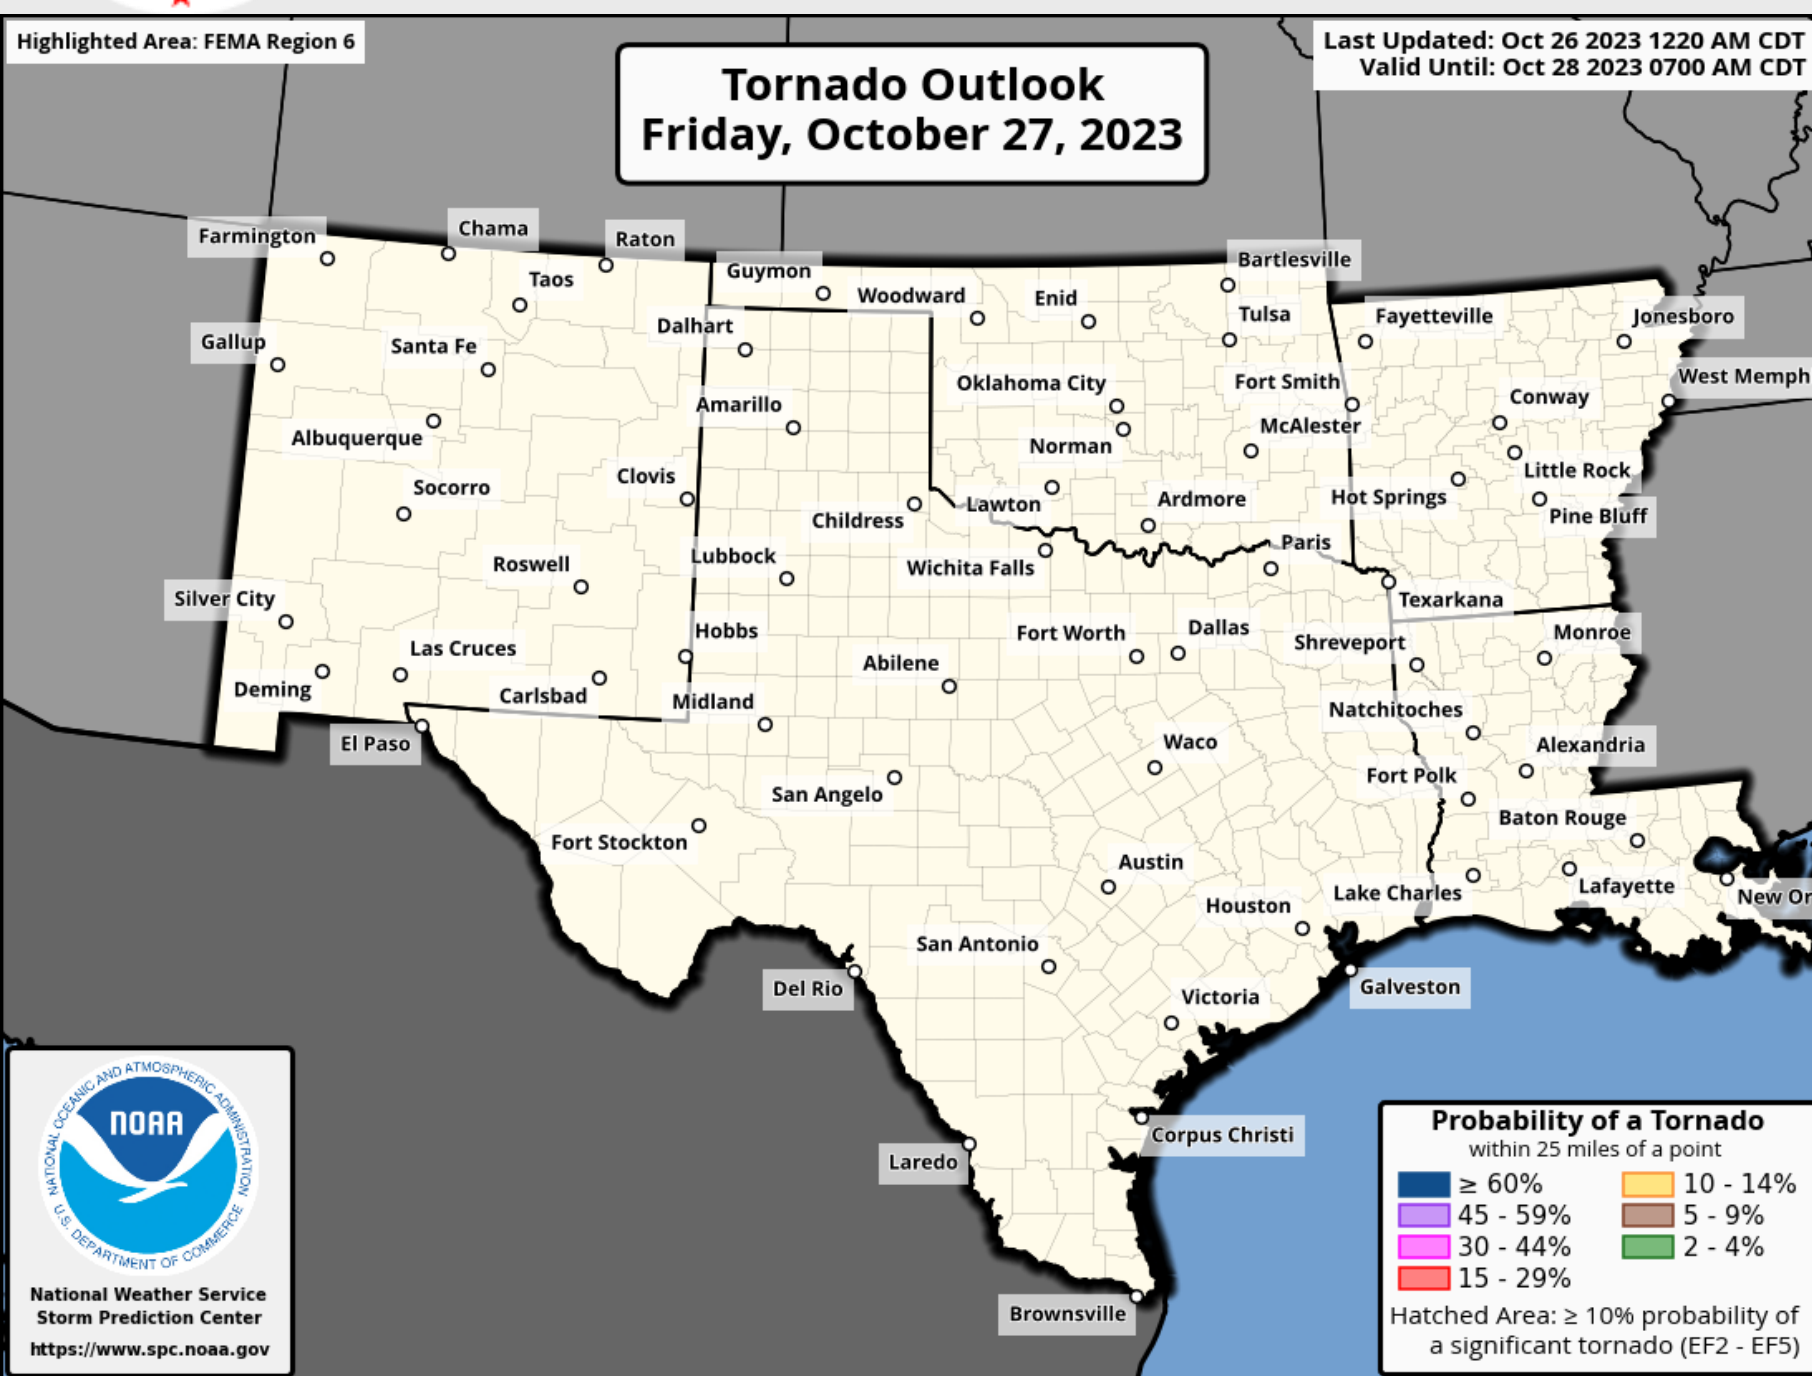 Highlighted Area: FEMA Region 6
Last Updated: Oct 26 2023 1220 AM CDT
Valid Until: Oct 28 2023 0700 AM CDT
Tornado Outlook
Friday, October 27, 2023
Farmington
Chama
Raton
Taos
Guymon
Woodward
Enid
Bartlesville
Tulsa
Fayetteville
Jonesboro
Gallup
Santa Fe
Dalhart
Oklahoma City
Fort Smith
West Memph
Amarillo
Conway
Albuquerque
Norman
McAlester
Little Rock
Socorro
Clovis
Childress
Lawton
Ardmore
Hot Springs
Pine Bluff
Roswell
Lubbock
Wichita Falls
Paris
Texarkana
Silver City
Las Cruces
Hobbs
Abilene
Fort Worth
Dallas
Shreveport
Monroe
Deming
Carlsbad
Midland
Natchitoches
El Paso
San Angelo
Waco
Fort Polk
Alexandria
Fort Stockton
Baton Rouge
Austin
Lake Charles
Lafayette
New Or
Houston
San Antonio
Del Rio
Victoria
Galveston
Corpus Christi
Laredo
Brownsville
NATIONAL OCEANIC AND ATMOSPHERIC ADMINISTRATION
NOAA
U.S. DEPARTMENT OF COMMERCE
National Weather Service
Storm Prediction Center
https://www.spc.noaa.gov
Probability of a Tornado
within 25 miles of a point
≥ 60%
10 - 14%
45 - 59%
5 - 9%
30 - 44%
2 - 4%
15 - 29%
Hatched Area: ≥ 10% probability of
a significant tornado (EF2 - EF5)